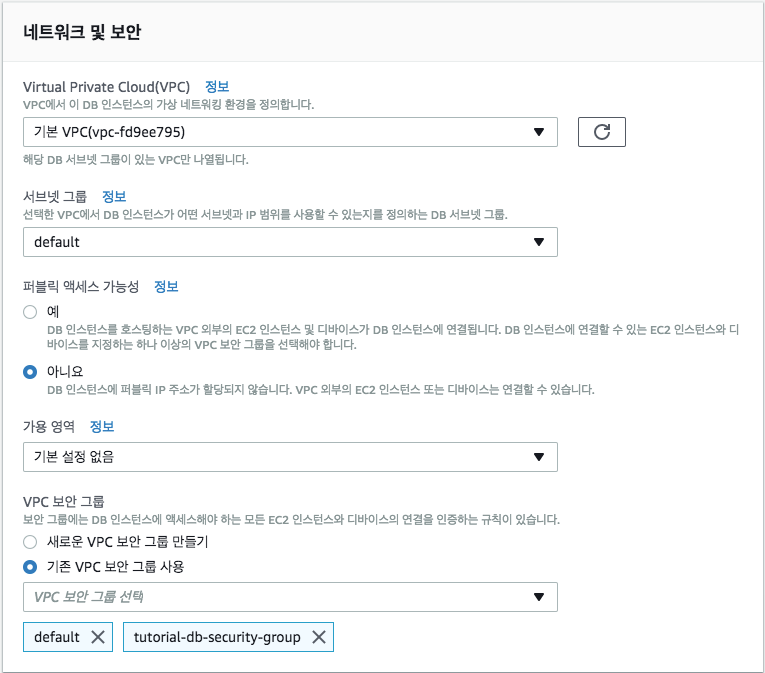 네트워크 및 보안
Virtual Private Cloud(VPC) 정보
VPC에서 이 DB 인스턴스의 가상 네트워킹 환경을 정의합니다.
기본 VPC(vpc-fd9ee795)
해당 DB 서브넷 그룹이 있는 VPC만 나열됩니다.
서브넷 그룹 정보
선택한 VPC에서 DB 인스턴스가 어떤 서브넷과 IP 범위를 사용할 수 있는지를 정의하는 DB 서브넷 그룹.
default
퍼블릭 액세스 가능성 정보
예
DB 인스턴스를 호스팅하는 VPC 외부의 EC2 인스턴스 및 디바이스가 DB 인스턴스에 연결됩니다. DB 인스턴스에 연결할 수 있는 EC2 인스턴스와 디
바이스를 지정하는 하나 이상의 VPC 보안 그룹을 선택해야 합니다.
아니요
DB 인스턴스에 퍼블릭 IP 주소가 할당되지 않습니다. VPC 외부의 EC2 인스턴스 또는 디바이스는 연결할 수 있습니다.
가용 영역 정보
기본 설정 없음
VPC 보안 그룹
보안 그룹에는 DB 인스턴스에 액세스해야 하는 모든 EC2 인스턴스와 디바이스의 연결을 인증하는 규칙이 있습니다.
새로운 VPC 보안 그룹 만들기
기존 VPC 보안 그룹 사용
VPC 보안 그룹 선택
default
tutorial-db-security-group